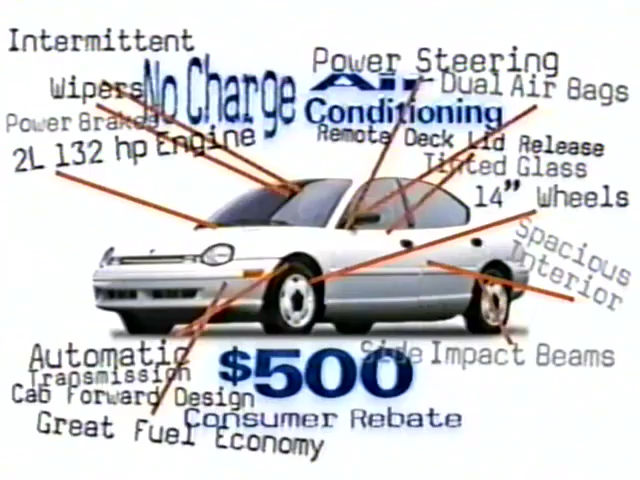 Intermittent
Wipers
No Charge
Air
Conditioning
Power Steering
Dual Air Bags
Power Brakes
2L 132 hp Engine
Remote Deck Lid Release
Tinted Glass
14" Wheels
Spacious
Interior
Automatic
Transmission
Cab Forward Design
Great Fuel Economy
$500
Consumer Rebate
Side Impact Beams